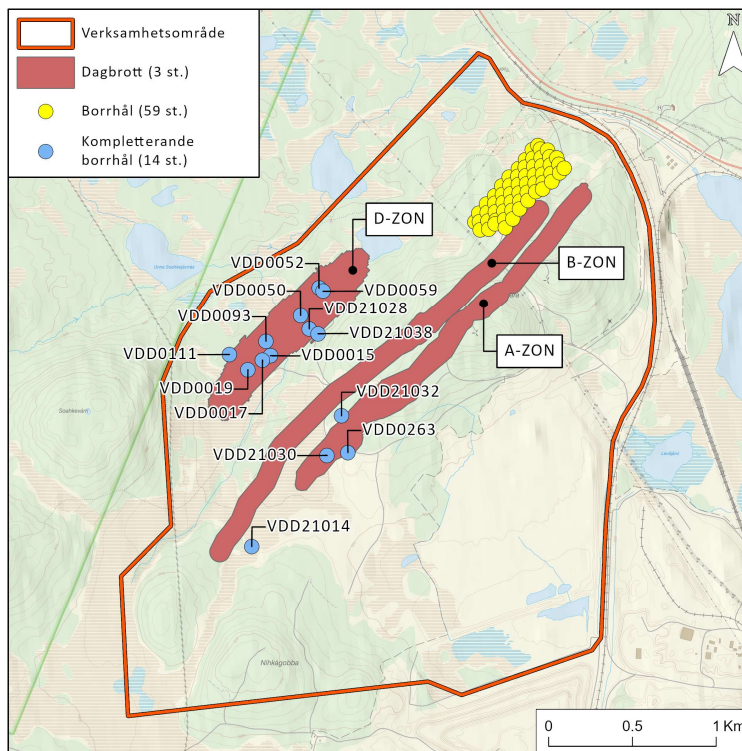 Verksamhetsområde
Dagbrott (3 st.)
Borrhål (59 st.)
Kompletterande
borrhål (14 st.)
N
D-ZON
VDD0052
VDD0050
VDD0059
B-ZON
VDD0093
VDD21028
VDD21038
VDD0111
VDD0015
A-ZON
VDD0019
VDD0017
VDD21032
VDD0263
VDD21030
VDD21014
Nihkágobba
0
0.5
1 Km